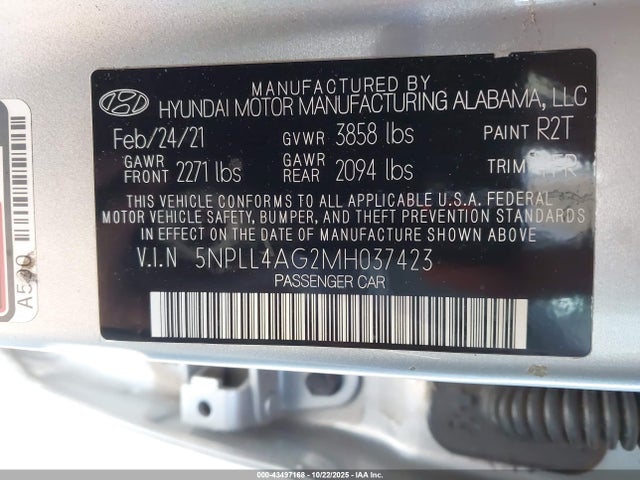 MANUFACTURED BY
HYUNDAI MOTOR MANUFACTURING ALABAMA, LLC
Feb/24/21 GVWR 3858 lbs PAINT R2T
GAWR FRONT 2271 lbs GAWR REAR 2094 lbs TRIM
THIS VEHICLE CONFORMS TO ALL APPLICABLE U.S.A. FEDERAL
MOTOR VEHICLE SAFETY, BUMPER, AND THEFT PREVENTION STANDARDS
IN EFFECT ON THE DATE OF MANUFACTURE SHOWN ABOVE.
V.I.N 5NPLL4AG2MH037423
PASSENGER CAR
000-43497168 - 10/22/2025 - IAAI.COM